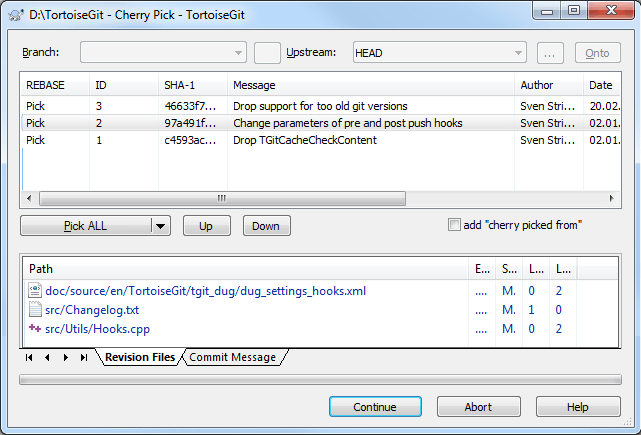 D:\TortoiseGit - Cherry Pick - TortoiseGit
Branch: Upstream: HEAD ... Onto
REBASE ID SHA-1 Message Author Date
Pick 3 46633f7... Drop support for too old git versions Sven Stri... 20.02.
Pick 2 97a491f... Change parameters of pre and post push hooks Sven Stri... 02.01.
Pick 1 c4593ac... Drop TGitCacheCheckContent Sven Stri... 02.01.
Pick ALL Up Down add "cherry picked from"
Path E... S... L... L...
doc/source/en/TortoiseGit/tgit_dug/dug_settings_hooks.xml .... M. 0 2
src/Changelog.txt .... M. 1 0
src/Utils/Hooks.cpp .... M. 0 2
Revision Files Commit Message
Continue Abort Help